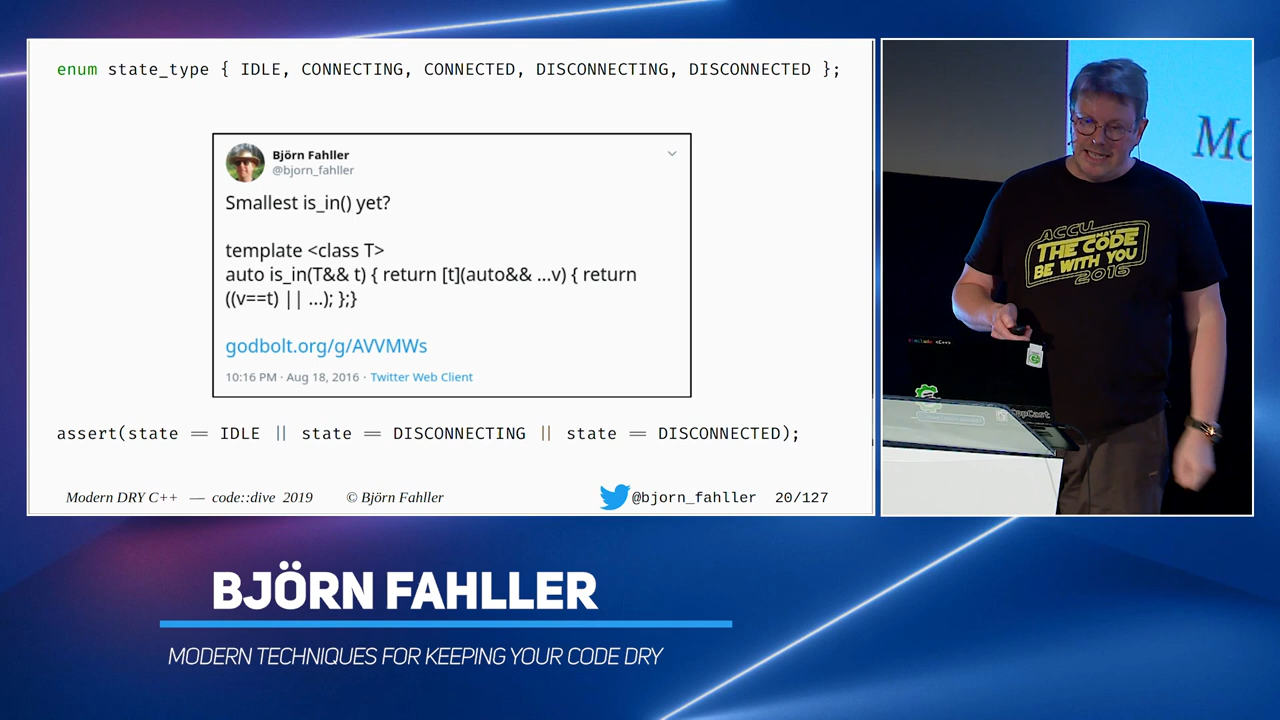 enum state_type { IDLE, CONNECTING, CONNECTED, DISCONNECTING, DISCONNECTED };
Björn Fahller
@bjorn_fahller
Smallest is_in() yet?
template <class T>
auto is_in(T&& t) { return [t](auto&& ...v) { return
((v==t) || ...); };}
godbolt.org/g/AVVMWs
10:16 PM · Aug 18, 2016 · Twitter Web Client
assert(state == IDLE || state == DISCONNECTING || state == DISCONNECTED);
Modern DRY C++ — code::dive 2019 © Björn Fahller @bjorn_fahller 20/127
ACCU
MAY
THE CODE
BE WITH YOU
2016
CppCast
BJÖRN FAHLLER
MODERN TECHNIQUES FOR KEEPING YOUR CODE DRY